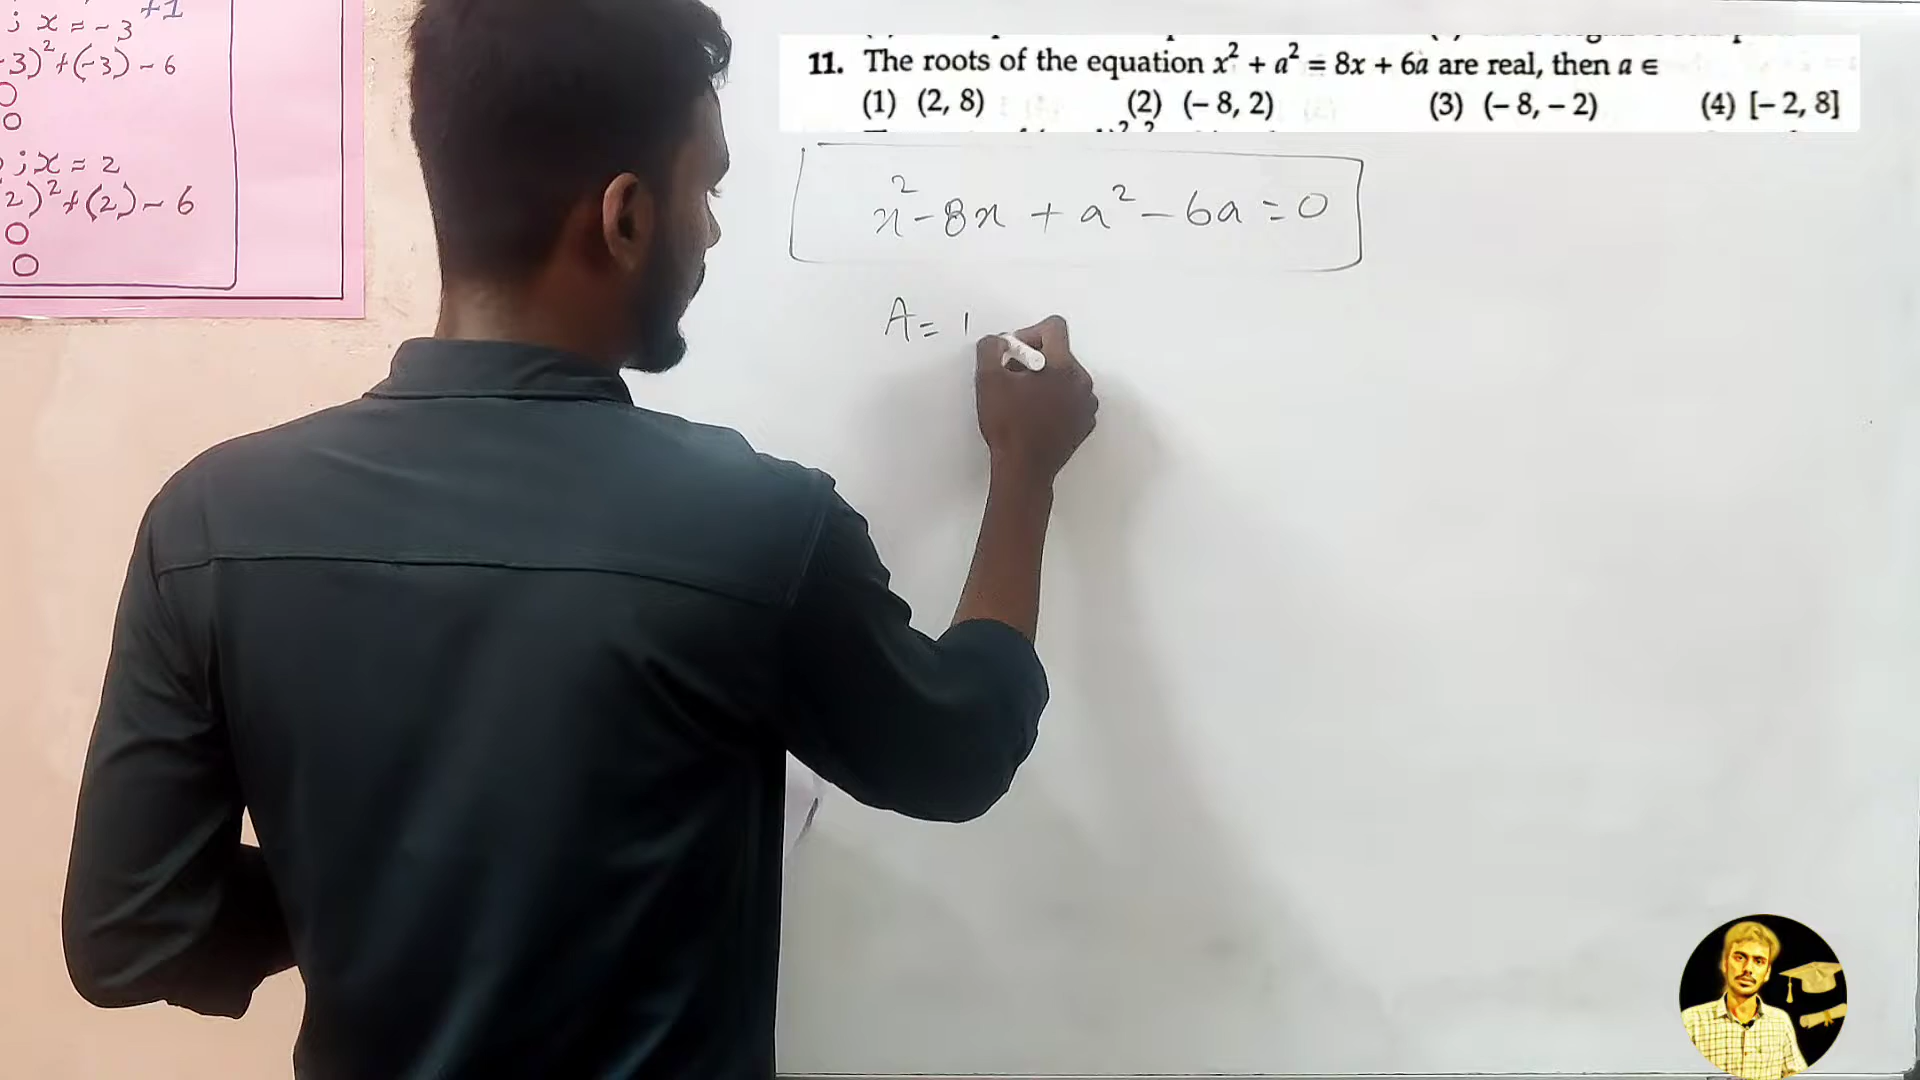 ; x = -3 +1
-3)²+(-3) - 6
0
0
; x = 2
2)²+(2) - 6
0
0
11. The roots of the equation x² + a² = 8x + 6a are real, then a ∈
(1) (2, 8) (2) (– 8, 2) (3) (– 8, – 2) (4) [– 2, 8]
x² - 8x + a² - 6a = 0
A = 1